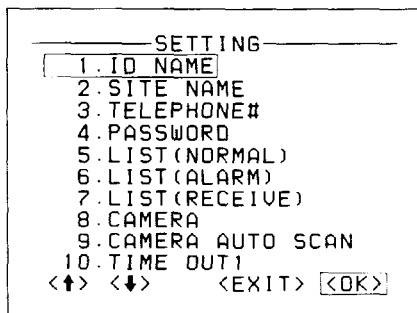 SETTING
1.ID NAME
2.SITE NAME
3.TELEPHONE#
4.PASSWORD
5.LIST(NORMAL)
6.LIST(ALARM)
7.LIST(RECEIVE)
8.CAMERA
9.CAMERA AUTO SCAN
10.TIME OUT1
<↑> <↓> <EXIT> <OK>